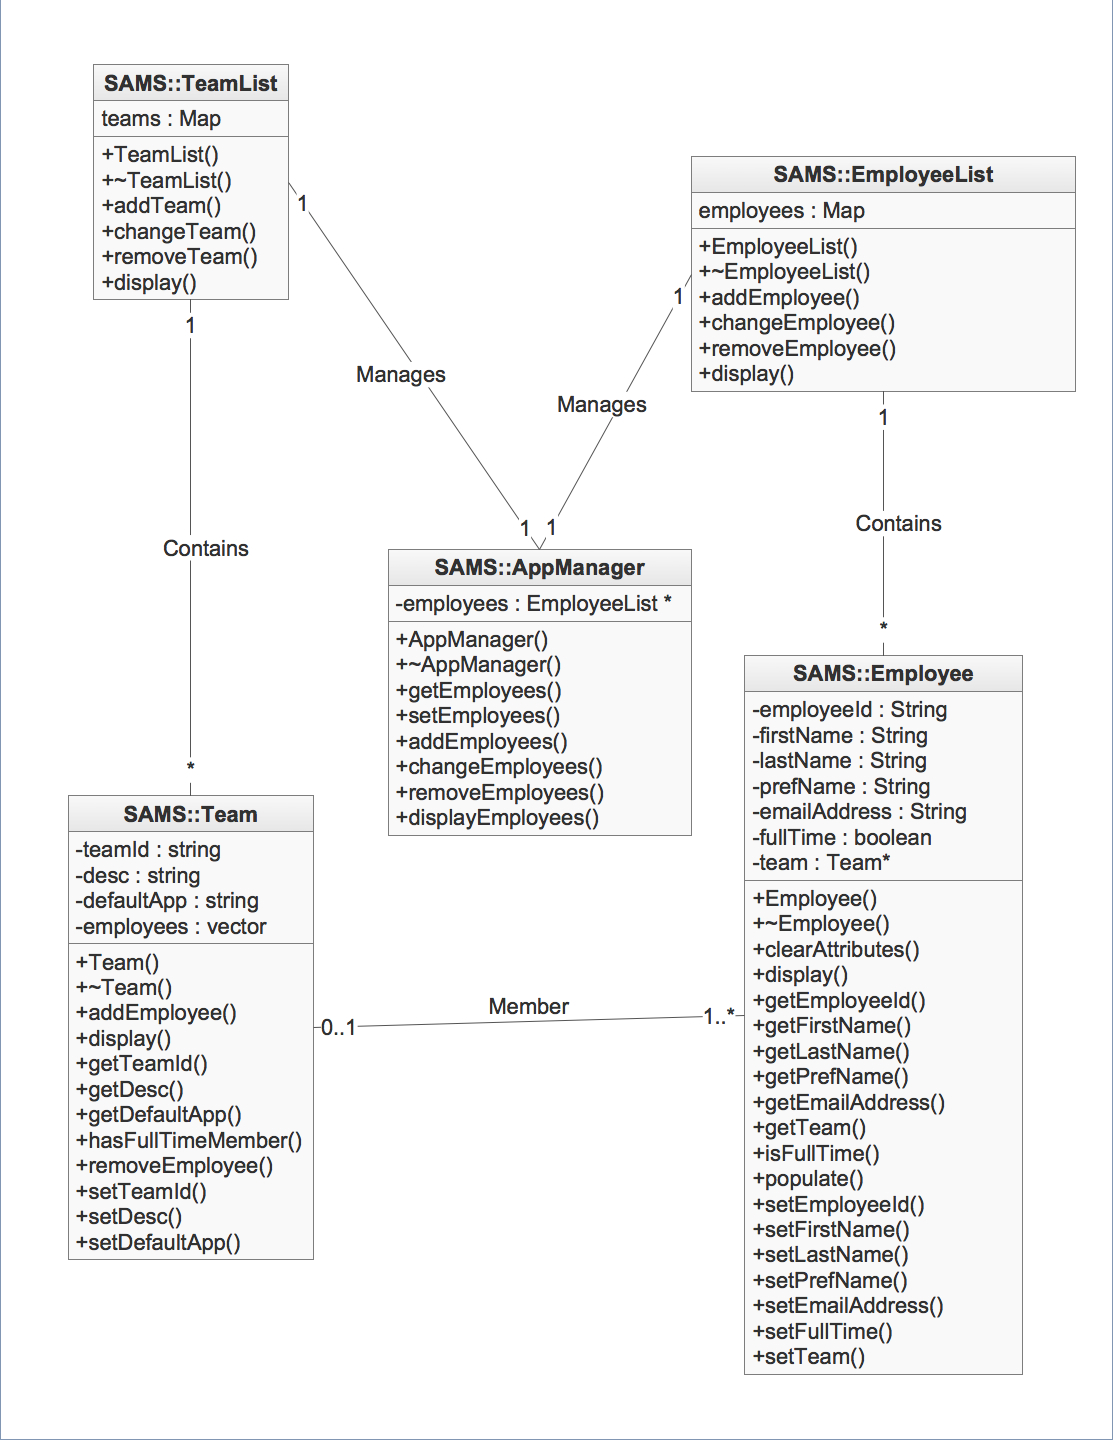 SAMS::TeamList
teams : Map
+TeamList()
+~TeamList()
+addTeam()
+changeTeam()
+removeTeam()
+display()
SAMS::EmployeeList
employees : Map
+EmployeeList()
+~EmployeeList()
+addEmployee()
+changeEmployee()
+removeEmployee()
+display()
1
1
1
1
Manages
Manages
Contains
Contains
1
1
*
*
SAMS::AppManager
-employees : EmployeeList *
+AppManager()
+~AppManager()
+getEmployees()
+setEmployees()
+addEmployees()
+changeEmployees()
+removeEmployees()
+displayEmployees()
SAMS::Team
-teamId : string
-desc : string
-defaultApp : string
-employees : vector
+Team()
+~Team()
+addEmployee()
+display()
+getTeamId()
+getDesc()
+getDefaultApp()
+hasFullTimeMember()
+removeEmployee()
+setTeamId()
+setDesc()
+setDefaultApp()
0..1
Member
1..*
SAMS::Employee
-employeeId : String
-firstName : String
-lastName : String
-prefName : String
-emailAddress : String
-fullTime : boolean
-team : Team*
+Employee()
+~Employee()
+clearAttributes()
+display()
+getEmployeeId()
+getFirstName()
+getLastName()
+getPrefName()
+getEmailAddress()
+getTeam()
+isFullTime()
+populate()
+setEmployeeId()
+setFirstName()
+setLastName()
+setPrefName()
+setEmailAddress()
+setFullTime()
+setTeam()